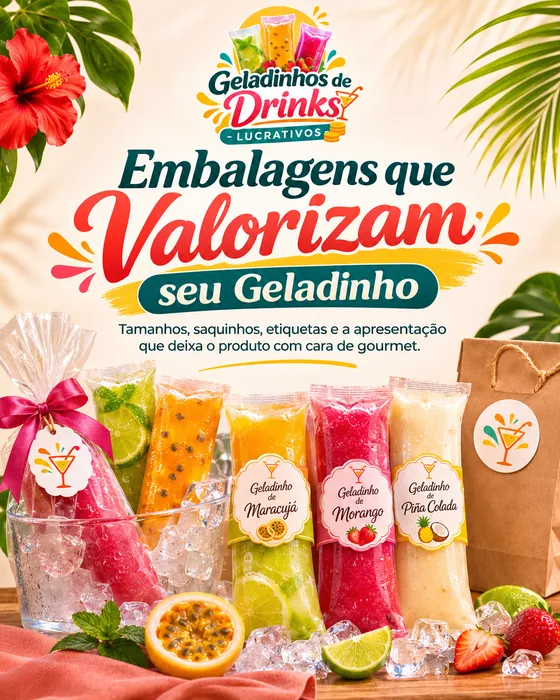 Geladinhos de
Drinks
- LUCRATIVOS
Embalagens que
Valorizam
seu Geladinho
Tamanhos, saquinhos, etiquetas e a apresentação
que deixa o produto com cara de gourmet.
Geladinho
de
Maracujá
Geladinho
de
Morango
Geladinho
de
Piña Colada